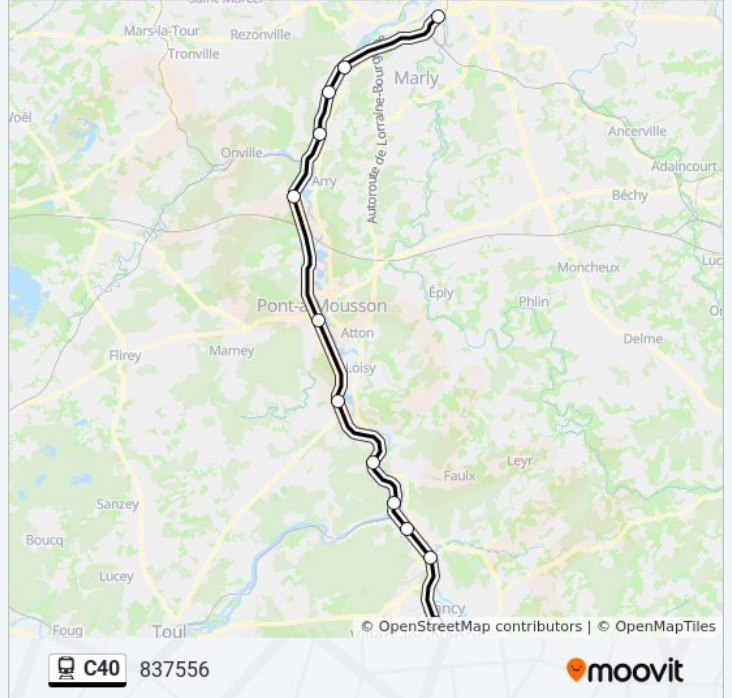 Mars-la-Tour
Rezonville
Tronville
Marly
Autoroute de Lorraine-Bourgogne
Ancerville
Onville
Adaincourt
Arry
Béchy
Moncheux
Éply
Phlin
Pont-à-Mousson
Atton
Delme
Flirey
Mamey
Loisy
Leyr
Faulx
Sanzey
Boucq
Lucey
ncy
Foug
Toul
© OpenStreetMap contributors | © OpenMapTiles
C40 837556
moovit